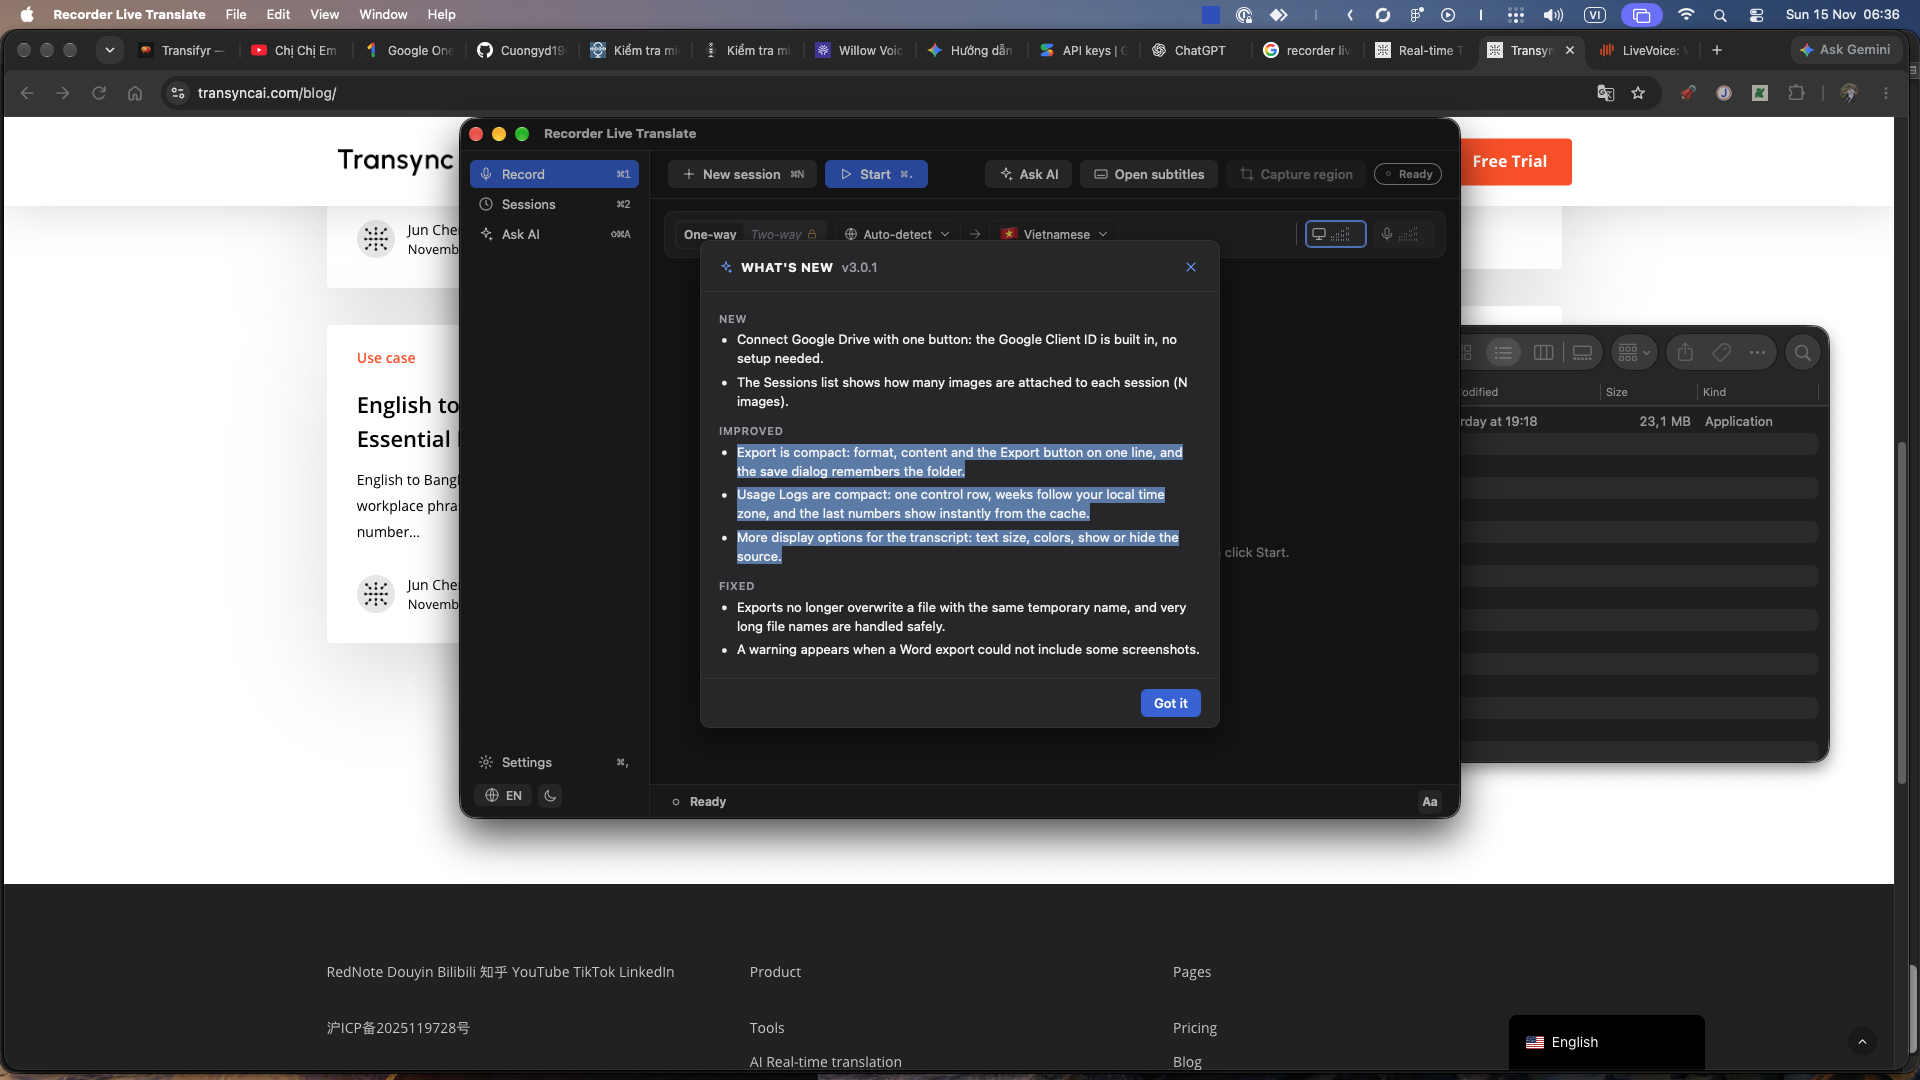 Recorder Live Translate File Edit View Window Help
VI Sun 15 Nov 06:36
Transifyr — Chị Chị Em Google One Cuongyd19 Kiểm tra mi Kiểm tra mi Willow Voic Hướng dẫn API keys | G ChatGPT recorder liv Real-time T Transyn LiveVoice: Ask Gemini
transyncai.com/blog/
Transync
Free Trial
Jun Che
Novemb
Use case
English to
Essential
English to Bang
workplace phra
number...
Jun Che
Novemb
Recorder Live Translate
Record ⌘1
Sessions ⌘2
Ask AI ⇧⌘A
Settings ⌘,
EN
New session ⌘N Start ⌘. Ask AI Open subtitles Capture region Ready
One-way Two-way Auto-detect → Vietnamese
WHAT'S NEW v3.0.1
NEW
• Connect Google Drive with one button: the Google Client ID is built in, no
setup needed.
• The Sessions list shows how many images are attached to each session (N
images).
IMPROVED
• Export is compact: format, content and the Export button on one line, and
the save dialog remembers the folder.
• Usage Logs are compact: one control row, weeks follow your local time
zone, and the last numbers show instantly from the cache.
• More display options for the transcript: text size, colors, show or hide the
source.
FIXED
• Exports no longer overwrite a file with the same temporary name, and very
long file names are handled safely.
• A warning appears when a Word export could not include some screenshots.
Got it
click Start.
Ready
Aa
odified Size Kind
rday at 19:18 23,1 MB Application
RedNote Douyin Bilibili 知乎 YouTube TikTok LinkedIn
沪ICP备2025119728号
Product
Tools
AI Real-time translation
Pages
Pricing
Blog
English